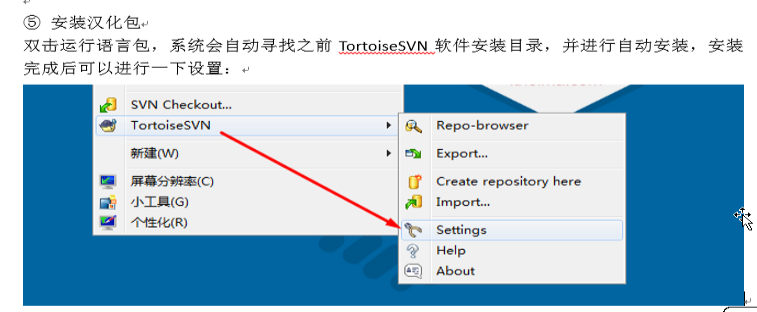 ⑤ 安装汉化包
双击运行语言包，系统会自动寻找之前 TortoiseSVN 软件安装目录，并进行自动安装，安装
完成后可以进行一下设置：
SVN Checkout...
TortoiseSVN
新建(W)
屏幕分辨率(C)
小工具(G)
个性化(R)
Repo-browser
Export...
Create repository here
Import...
Settings
Help
About